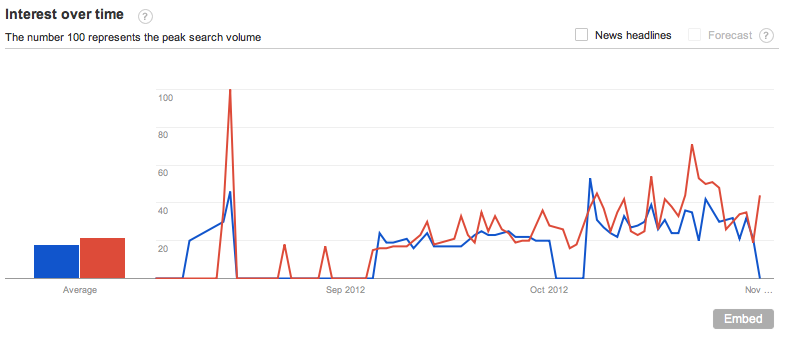 Interest over time ?
The number 100 represents the peak search volume
News headlines Forecast ?
100
80
60
40
20
Average Sep 2012 Oct 2012 Nov ...
Embed